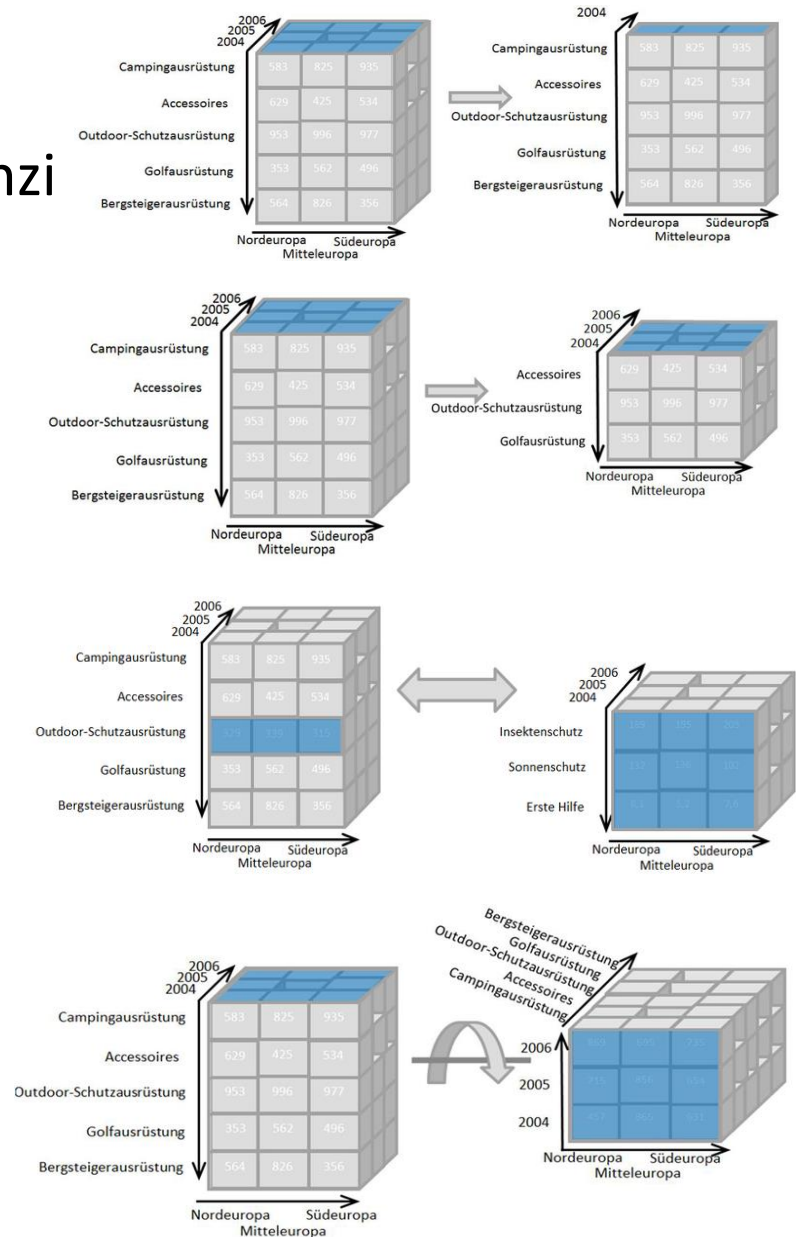 nzi
2006
2005
2004
Campingausrüstung 583 825 935
Accessoires 629 425 534
Outdoor-Schutzausrüstung 953 996 977
Golfausrüstung 353 562 496
Bergsteigerausrüstung 564 826 356
Nordeuropa Südeuropa
Mitteleuropa
2004
Campingausrüstung 583 825 935
Accessoires 629 425 534
Outdoor-Schutzausrüstung 953 996 977
Golfausrüstung 353 562 496
Bergsteigerausrüstung 564 826 356
Nordeuropa Südeuropa
Mitteleuropa
2006
2005
2004
Campingausrüstung 583 825 935
Accessoires 629 425 534
Outdoor-Schutzausrüstung 953 996 977
Golfausrüstung 353 562 496
Bergsteigerausrüstung 564 826 356
Nordeuropa Südeuropa
Mitteleuropa
2006
2005
2004
Accessoires 629 425 534
Outdoor-Schutzausrüstung 953 996 977
Golfausrüstung 353 562 496
Nordeuropa Südeuropa
Mitteleuropa
2006
2005
2004
Campingausrüstung 583 825 935
Accessoires 629 425 534
Outdoor-Schutzausrüstung
Golfausrüstung 353 562 496
Bergsteigerausrüstung 564 826 356
Nordeuropa Südeuropa
Mitteleuropa
2006
2005
2004
Insektenschutz
Sonnenschutz
Erste Hilfe
Nordeuropa Südeuropa
Mitteleuropa
2006
2005
2004
Campingausrüstung 583 825 935
Accessoires 629 425 534
Outdoor-Schutzausrüstung 953 996 977
Golfausrüstung 353 562 496
Bergsteigerausrüstung 564 826 356
Nordeuropa Südeuropa
Mitteleuropa
Bergsteigerausrüstung
Golfausrüstung
Outdoor-Schutzausrüstung
Accessoires
Campingausrüstung
2006
2005
2004
Nordeuropa Südeuropa
Mitteleuropa